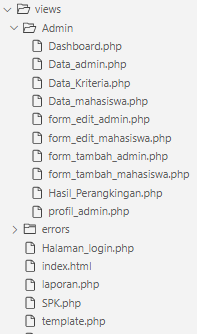 views
Admin
Dashboard.php
Data_admin.php
Data_Kriteria.php
Data_mahasiswa.php
form_edit_admin.php
form_edit_mahasiswa.php
form_tambah_admin.php
form_tambah_mahasiswa.php
Hasil_Perangkingan.php
profil_admin.php
errors
Halaman_login.php
index.html
laporan.php
SPK.php
template.php